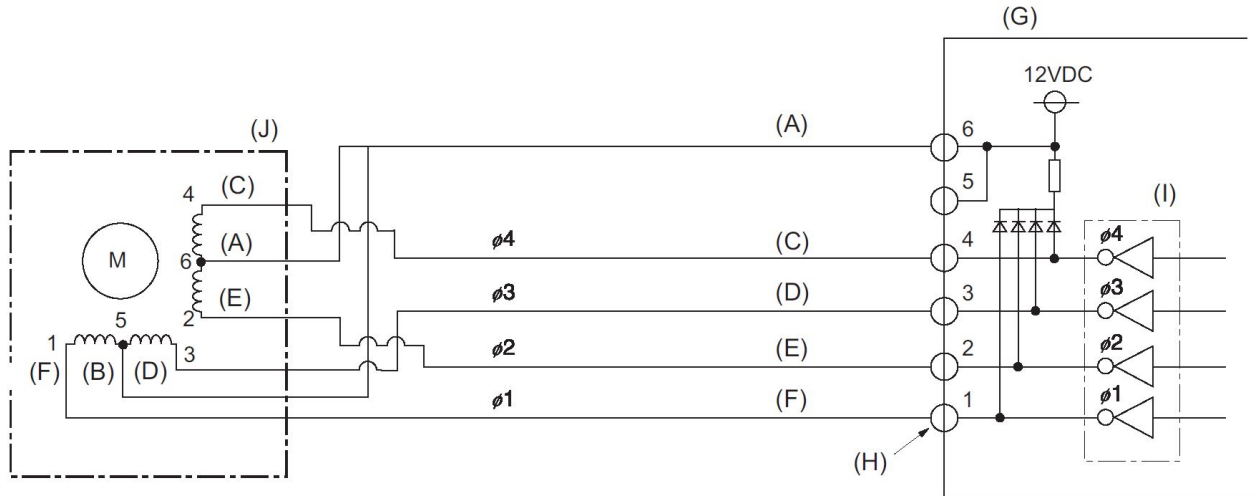 (G)
12VDC
(A) 6
(J)
5
(I)
4 (C)
ø4 (C) 4 ø4
(A)
M 6
(E)
ø3 (D) 3 ø3
2
5
1 3
ø2 (E) 2 ø2
(F) (B) (D)
ø1 (F) 1 ø1
(H)